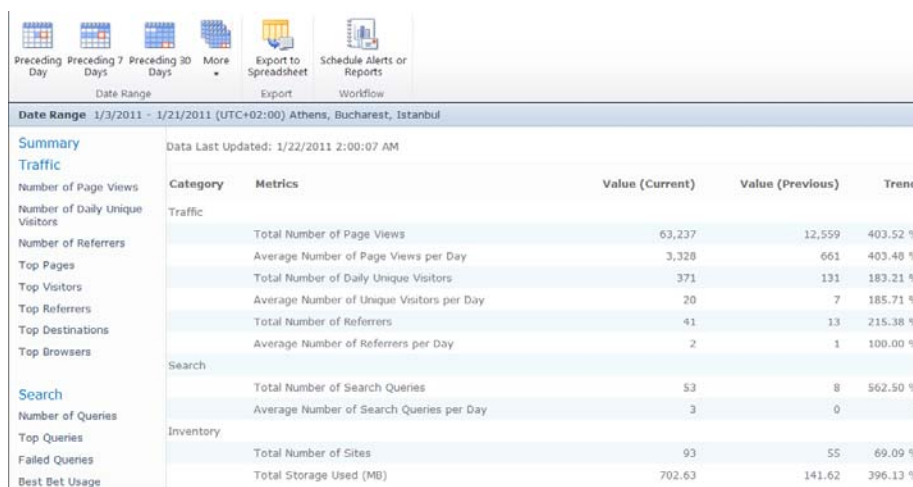 Preceding Day
Preceding 7 Days
Preceding 30 Days
More
Export to Spreadsheet
Schedule Alerts or Reports
Date Range
Export
Workflow
Date Range 1/3/2011 - 1/21/2011 (UTC+02:00) Athens, Bucharest, Istanbul
Summary
Traffic
Number of Page Views
Number of Daily Unique
Visitors
Number of Referrers
Top Pages
Top Visitors
Top Referrers
Top Destinations
Top Browsers
Search
Number of Queries
Top Queries
Failed Queries
Best Bet Usage
Data Last Updated: 1/22/2011 2:00:07 AM
Category Metrics Value (Current) Value (Previous) Trend
Traffic
Total Number of Page Views 63,237 12,559 403.52 %
Average Number of Page Views per Day 3,328 661 403.48 %
Total Number of Daily Unique Visitors 371 131 183.21 %
Average Number of Unique Visitors per Day 20 7 185.71 %
Total Number of Referrers 41 13 215.38 %
Average Number of Referrers per Day 2 1 100.00 %
Search
Total Number of Search Queries 53 8 562.50 %
Average Number of Search Queries per Day 3 0
Inventory
Total Number of Sites 93 55 69.09 %
Total Storage Used (MB) 702.63 141.62 396.13 %